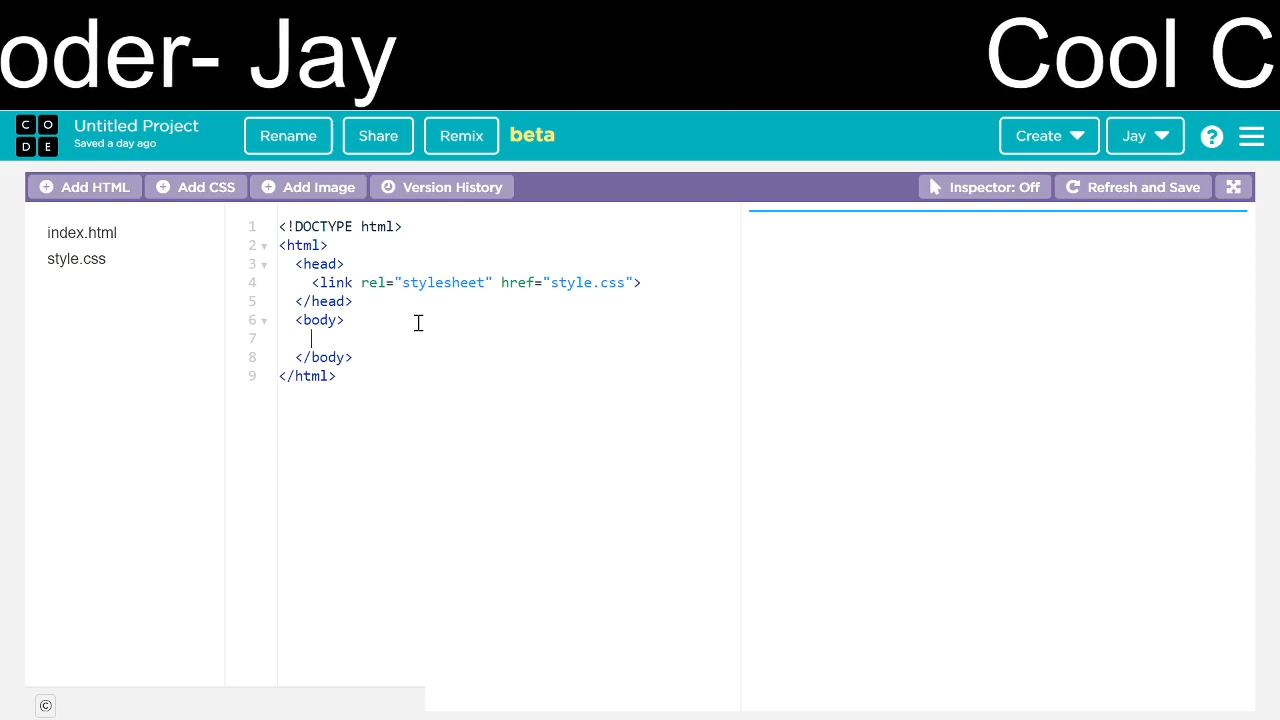 oder- Jay Cool C
CODE
Untitled Project
Saved a day ago
Rename
Share
Remix
beta
Create
Jay
?
Add HTML
Add CSS
Add Image
Version History
Inspector: Off
Refresh and Save
index.html
style.css
1 <!DOCTYPE html>
2 <html>
3 <head>
4 <link rel="stylesheet" href="style.css">
5 </head>
6 <body>
7
8 </body>
9 </html>
©